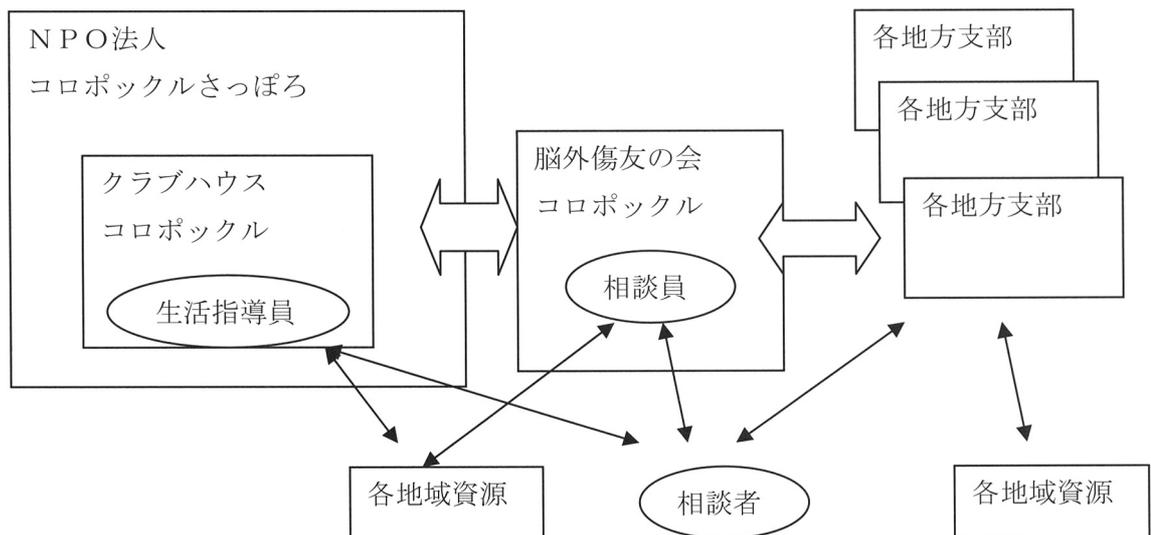 ＮＰＯ法人
コロポックルさっぽろ
クラブハウス
コロポックル
生活指導員
脳外傷友の会
コロポックル
相談員
各地方支部
各地方支部
各地方支部
各地域資源
相談者
各地域資源